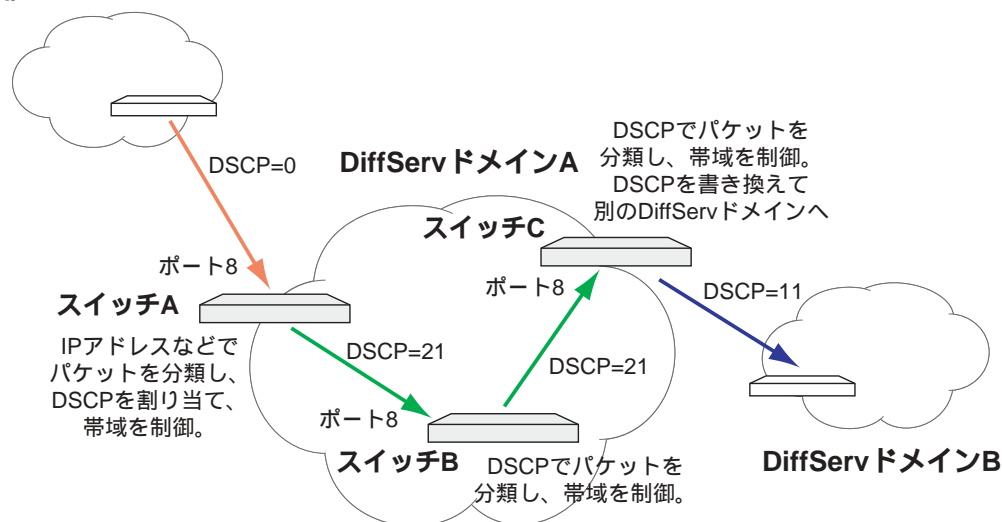 DSCP=0
DiffServドメインA
DSCPでパケットを
分類し、帯域を制御。
DSCPを書き換えて
別のDiffServドメインへ
スイッチC
ポート8
スイッチA
ポート8
DSCP=11
IPアドレスなどで
パケットを分類し、
DSCPを割り当て、
帯域を制御。
DSCP=21
DSCP=21
ポート8
スイッチB
DSCPでパケットを
分類し、帯域を制御。
DiffServドメインB